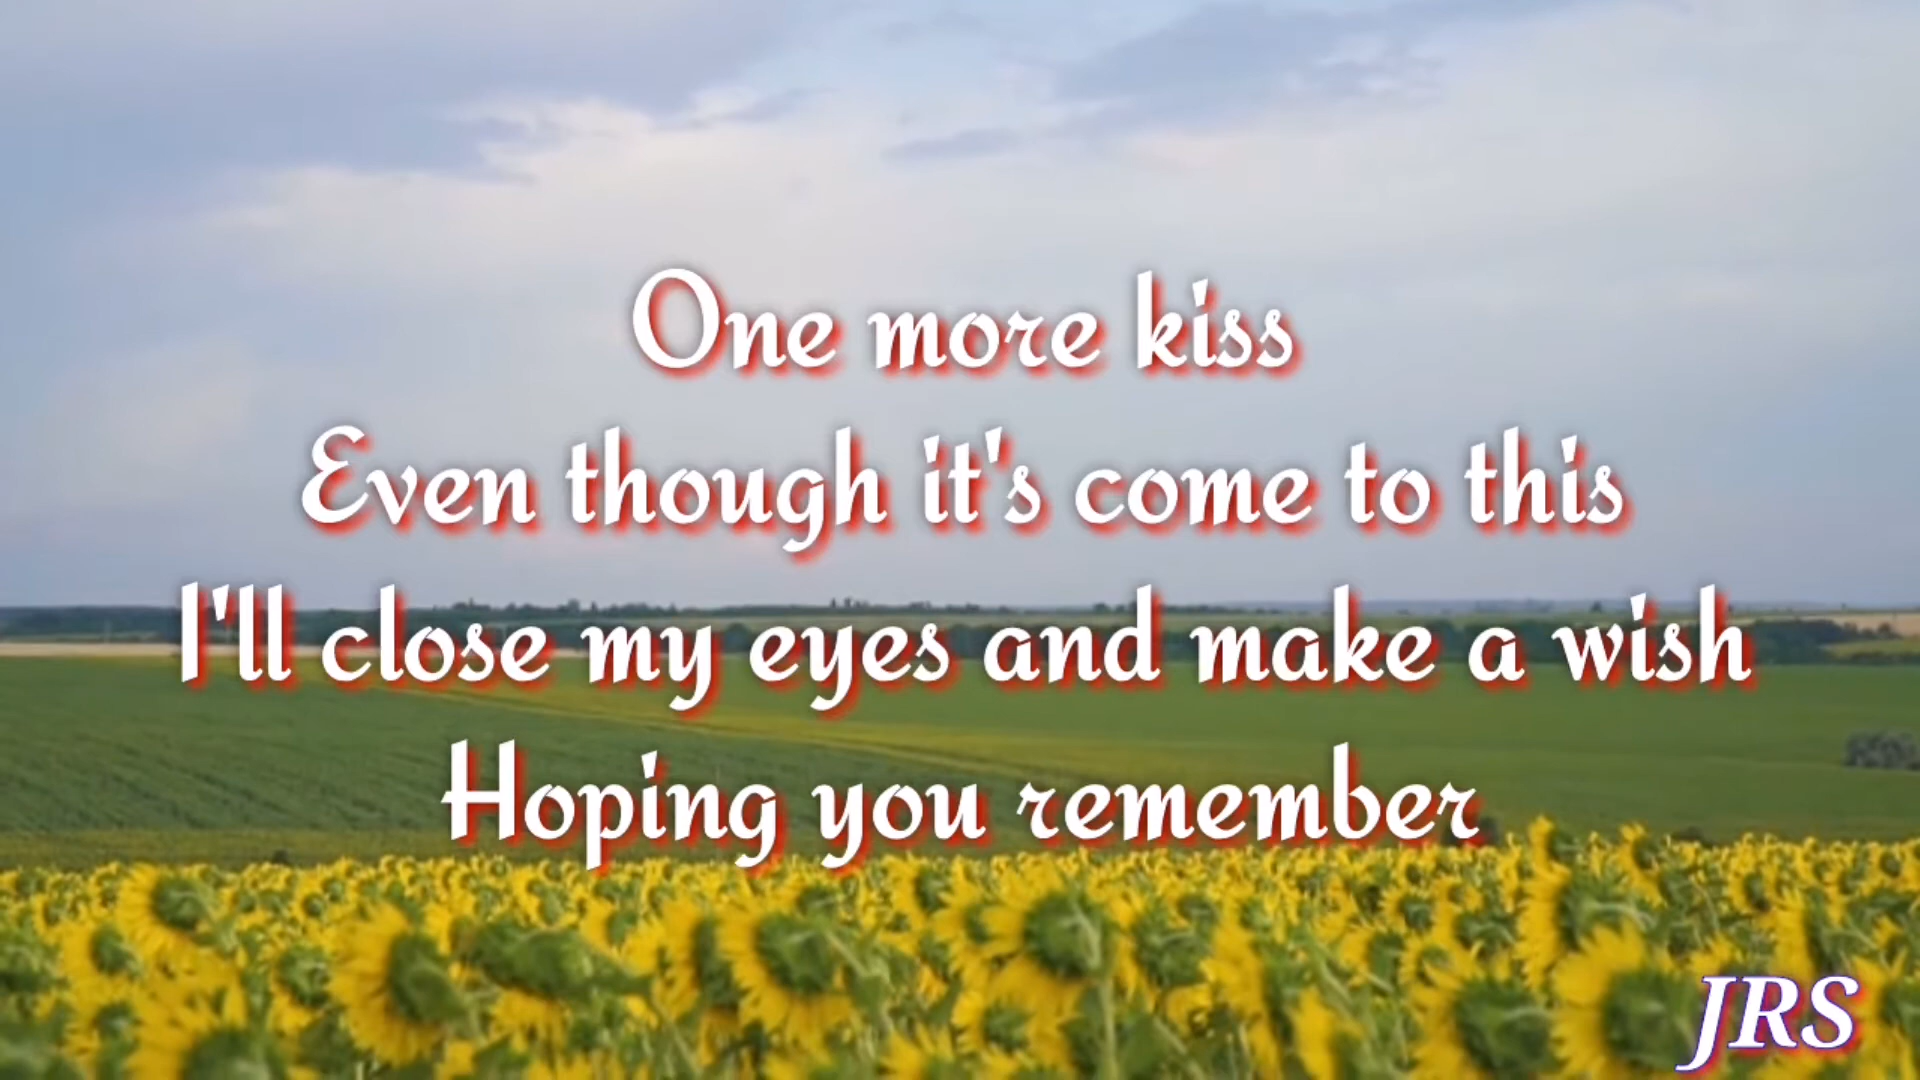 One more kiss
Even though it's come to this
I'll close my eyes and make a wish
Hoping you remember
JRS